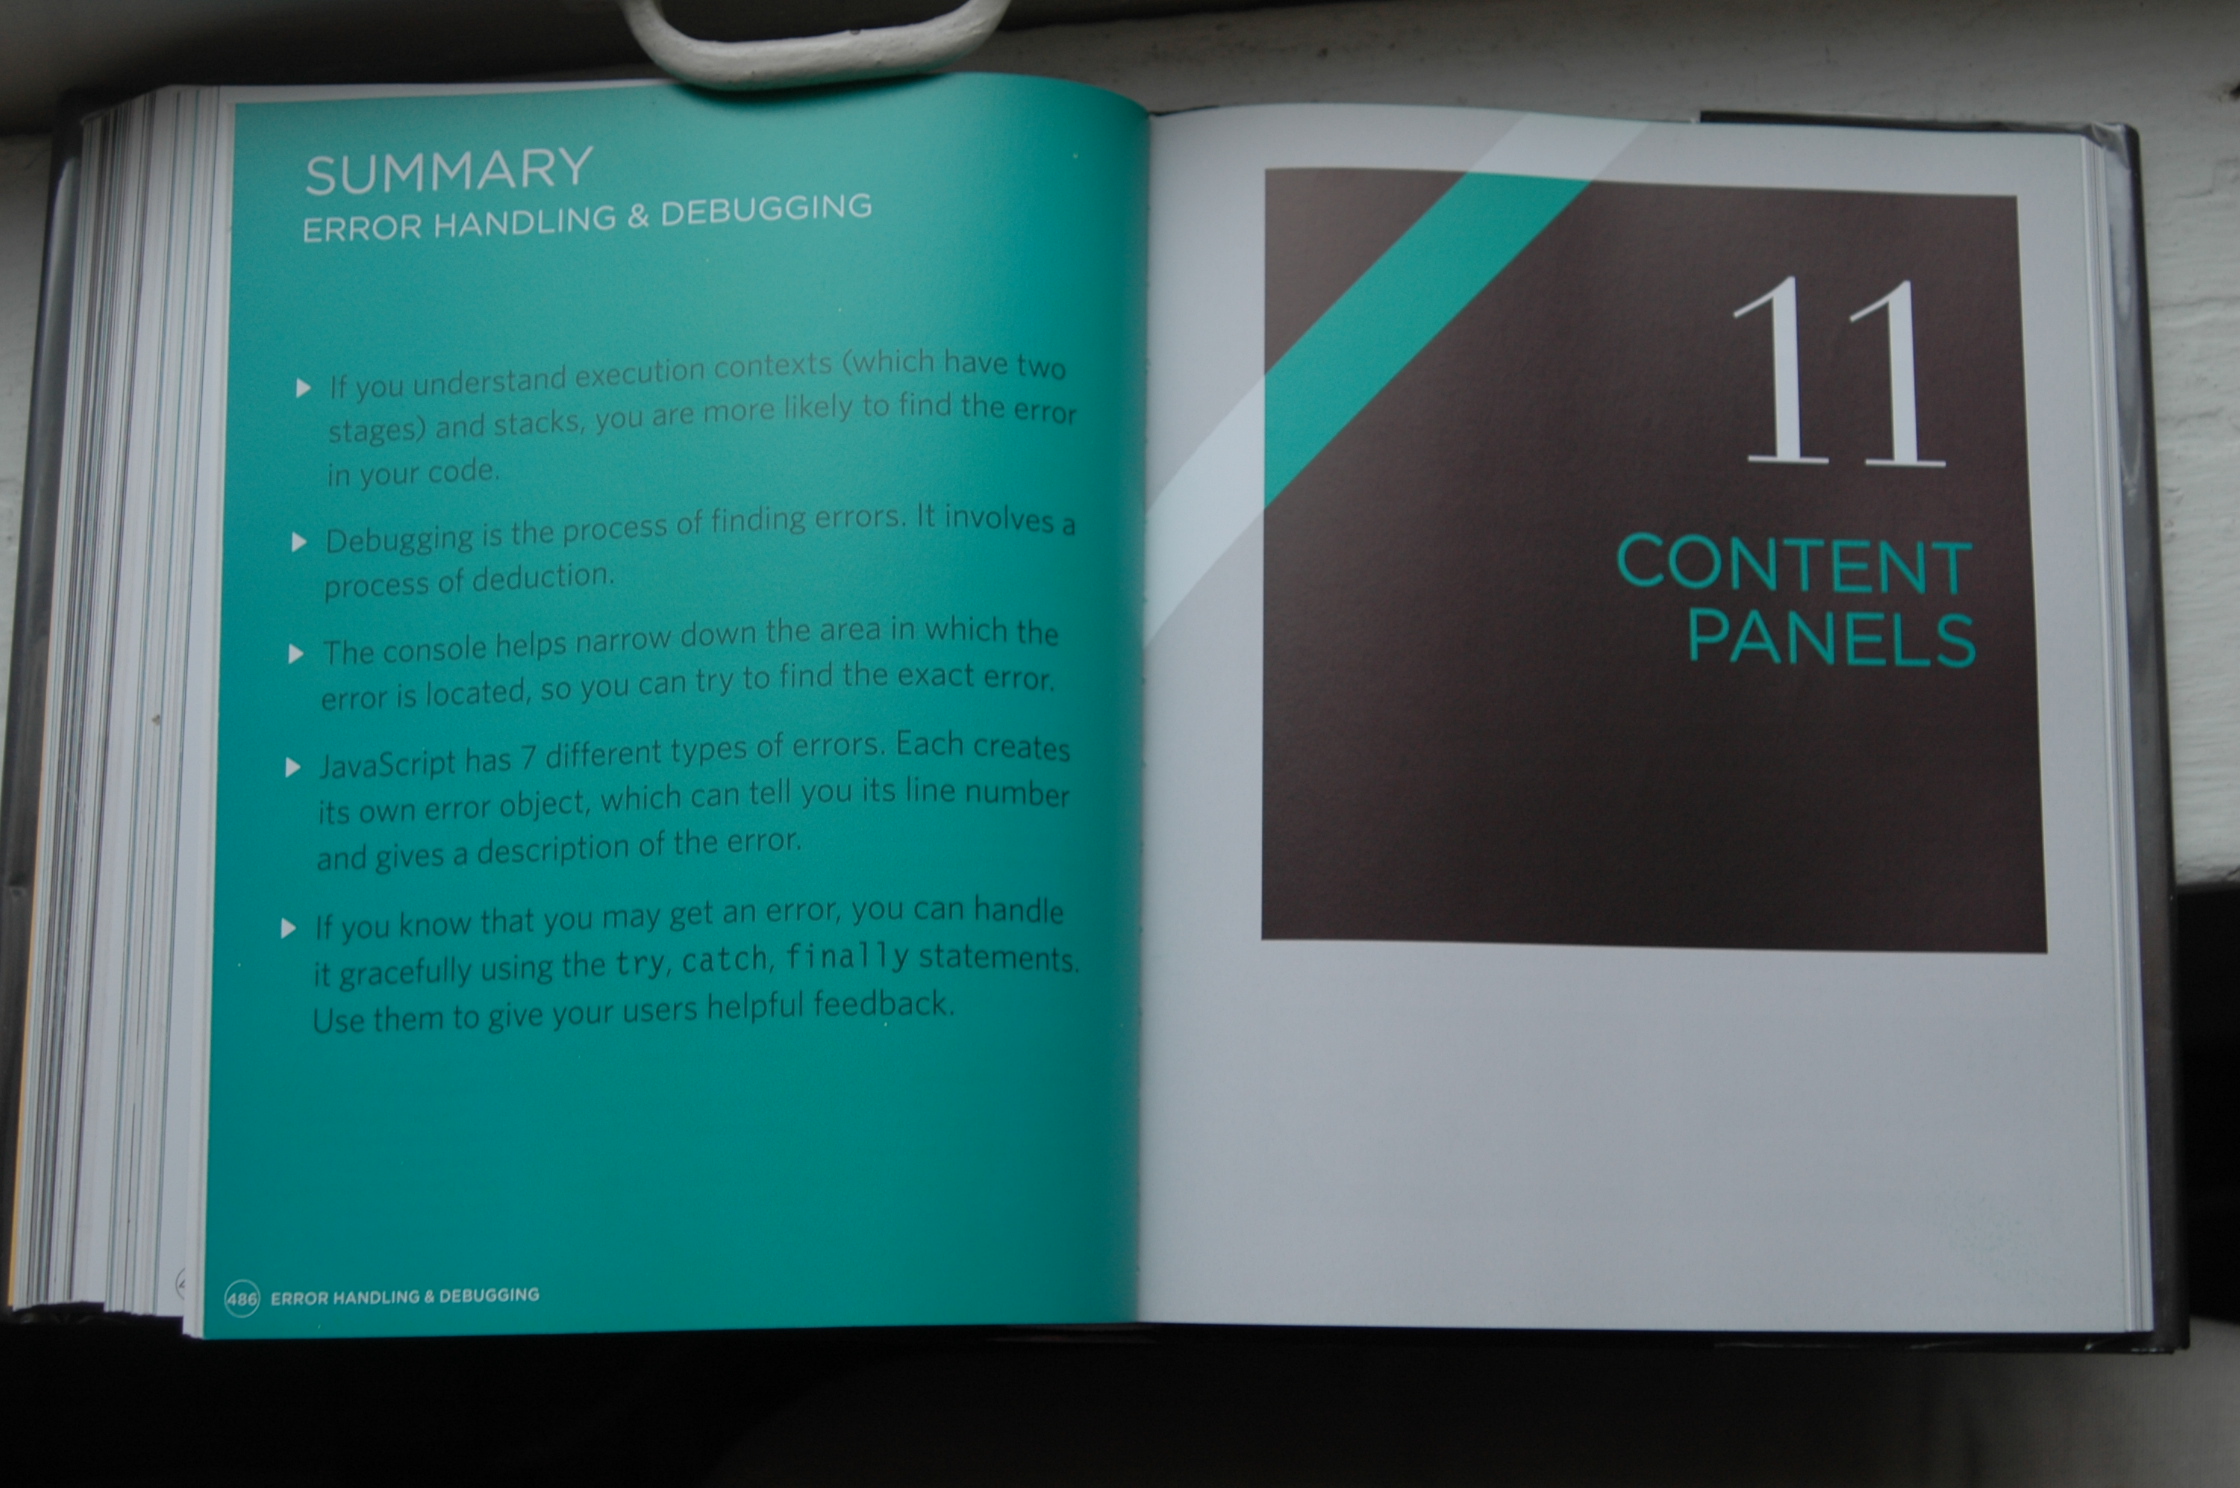 SUMMARY
ERROR HANDLING & DEBUGGING
If you understand execution contexts (which have two
stages) and stacks, you are more likely to find the error
in your code.
Debugging is the process of finding errors. It involves a
process of deduction.
The console helps narrow down the area in which the
error is located, so you can try to find the exact error.
JavaScript has 7 different types of errors. Each creates
its own error object, which can tell you its line number
and gives a description of the error.
If you know that you may get an error, you can handle
it gracefully using the try, catch, finally statements.
Use them to give your users helpful feedback.
486 ERROR HANDLING & DEBUGGING
11
CONTENT
PANELS